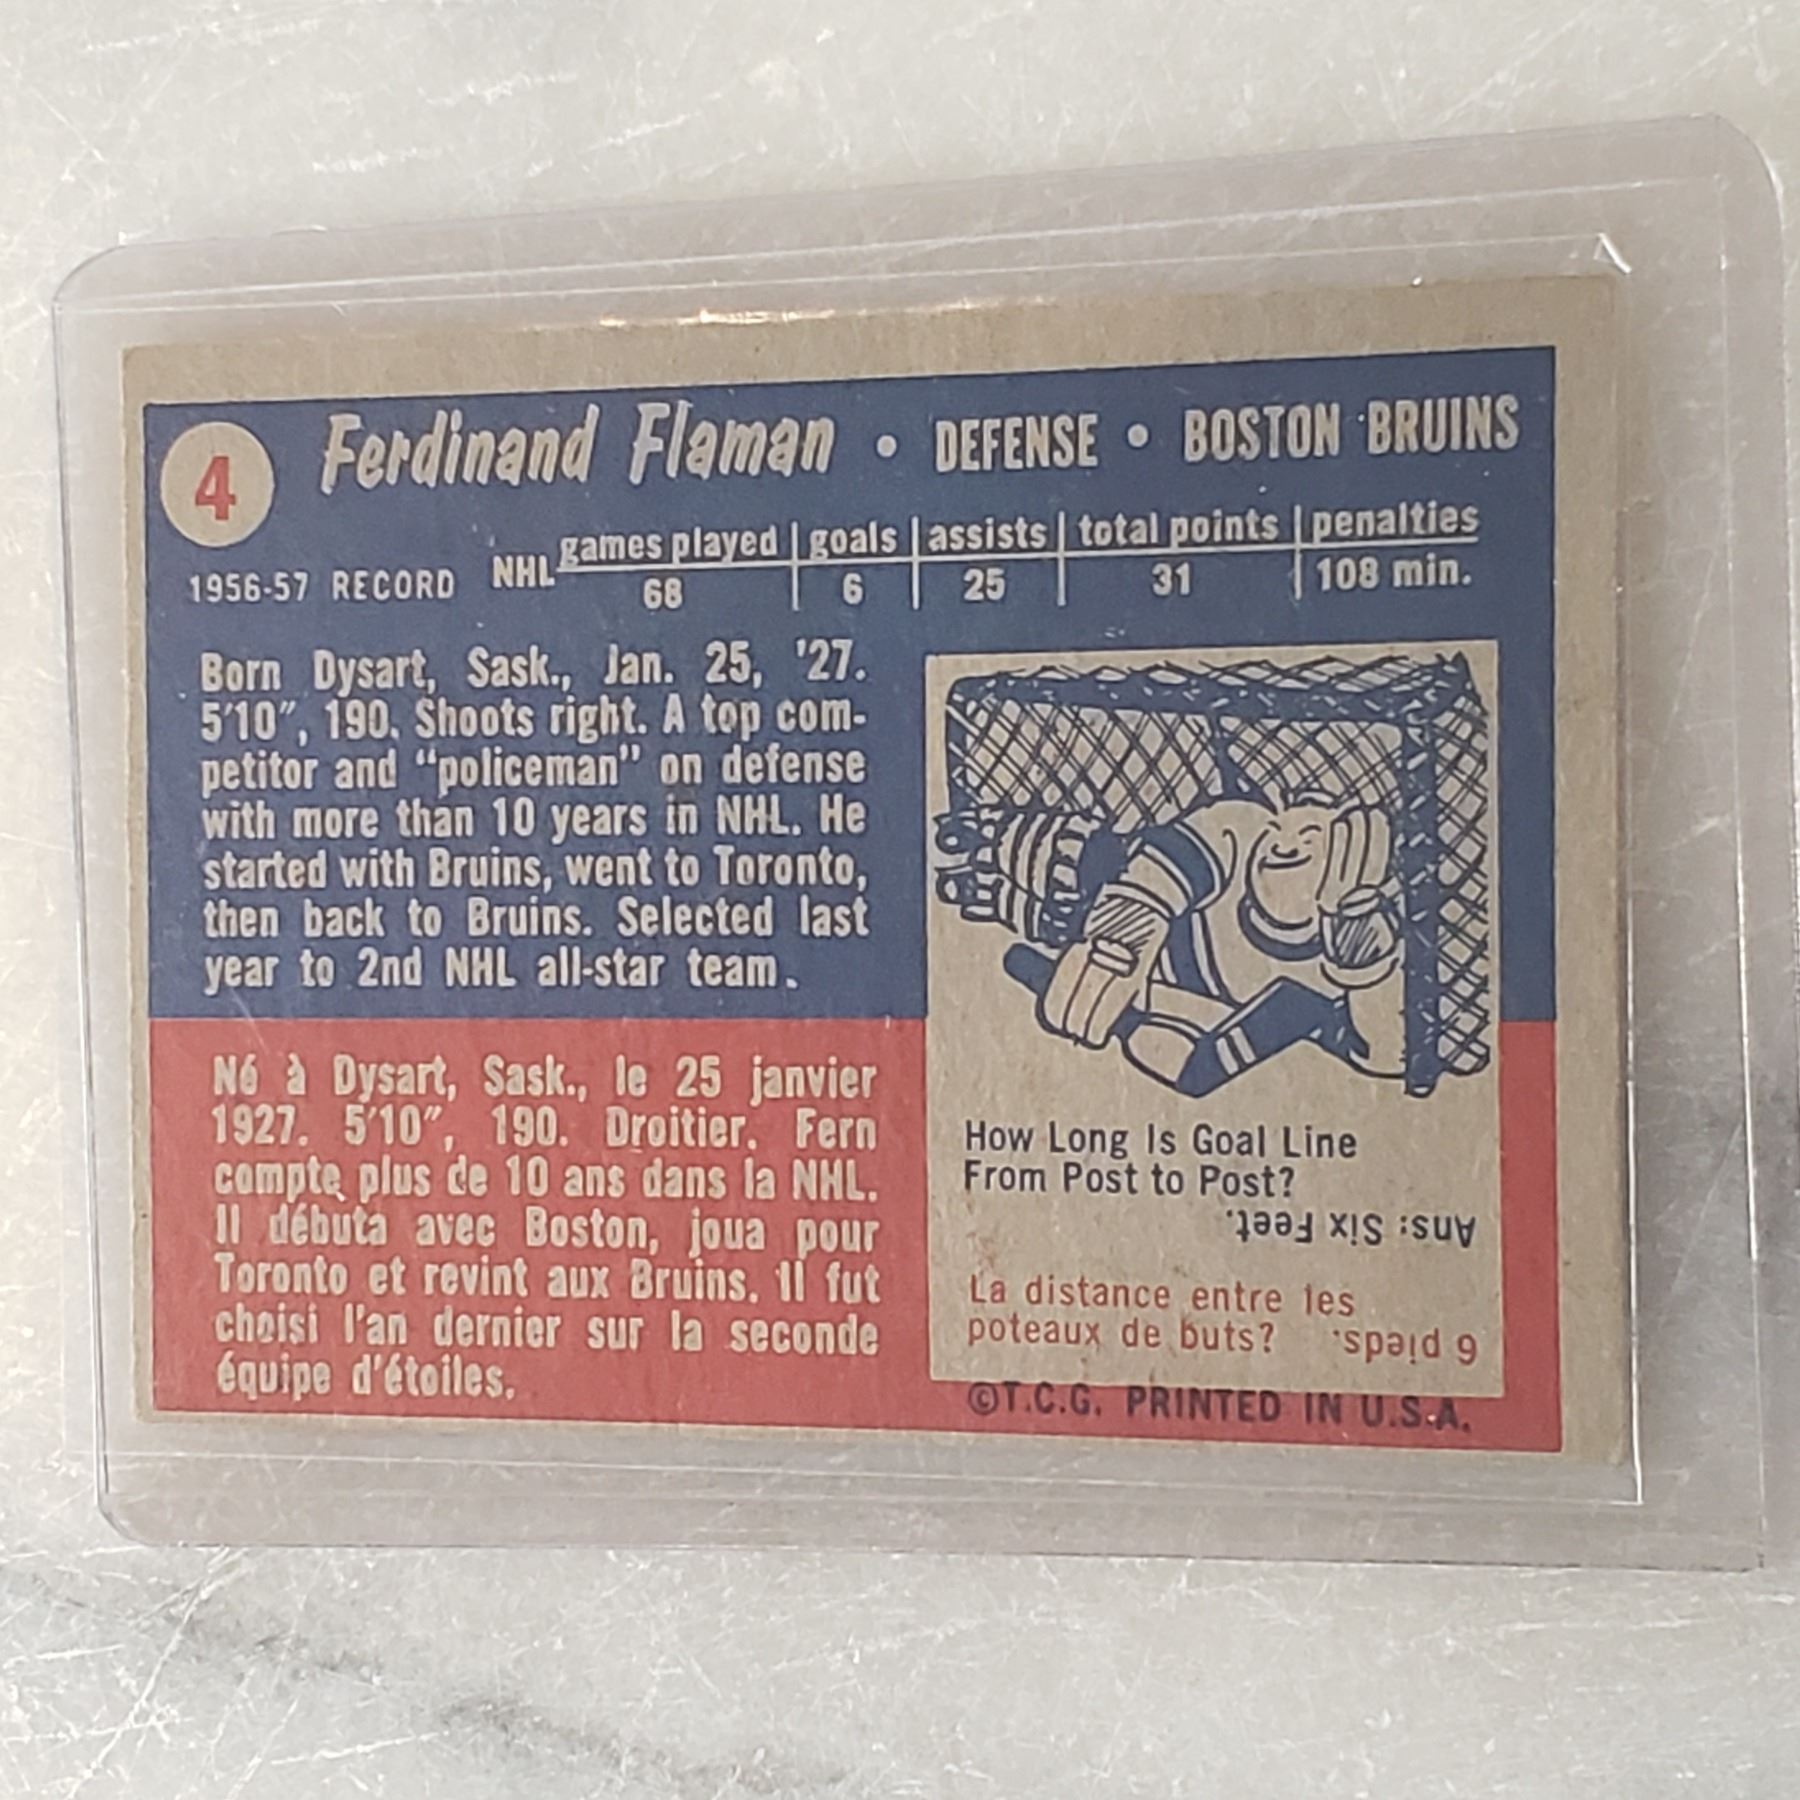 4 Ferdinand Flaman • DEFENSE • BOSTON BRUINS
1956-57 RECORD NHL games played | goals | assists | total points | penalties
68 | 6 | 25 | 31 | 108 min.
Born Dysart, Sask., Jan. 25, '27.
5'10", 190. Shoots right. A top com-
petitor and "policeman" on defense
with more than 10 years in NHL. He
started with Bruins, went to Toronto,
then back to Bruins. Selected last
year to 2nd NHL all-star team.
Né à Dysart, Sask., le 25 janvier
1927. 5'10", 190. Droitier. Fern
compte plus de 10 ans dans la NHL.
Il débuta avec Boston, joua pour
Toronto et revint aux Bruins. Il fut
choisi l'an dernier sur la seconde
équipe d'étoiles.
How Long Is Goal Line
From Post to Post?
Ans: Six Feet.
La distance entre les
poteaux de buts? 6 pieds.
©T.C.G. PRINTED IN U.S.A.